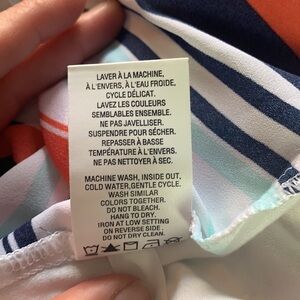 LAVER À LA MACHINE,
À L'ENVERS, À L'EAU FROIDE,
CYCLE DÉLICAT.
LAVEZ LES COULEURS
SEMBLABLES ENSEMBLE.
NE PAS JAVELLISER.
SUSPENDRE POUR SÉCHER.
REPASSER À BASSE
TEMPÉRATURE À L'ENVERS.
NE PAS NETTOYER À SEC.
MACHINE WASH, INSIDE OUT,
COLD WATER, GENTLE CYCLE.
WASH SIMILAR
COLORS TOGETHER.
DO NOT BLEACH.
HANG TO DRY.
IRON AT LOW SETTING
ON REVERSE SIDE.
DO NOT DRY CLEAN.